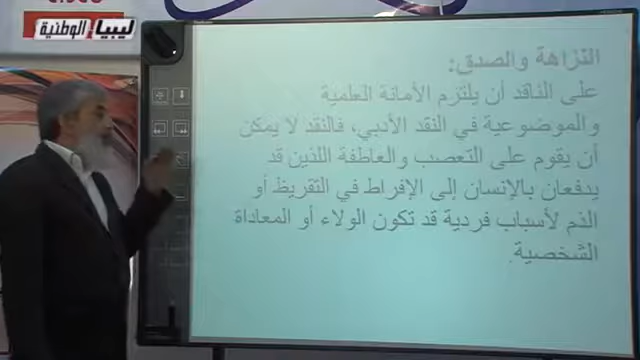 ليبيا الوطنية
النزاهة والصدق:
على الناقد أن يلتزم الأمانة العلمية
والموضوعية في النقد الأدبي، فالنقد لا يمكن
أن يقوم على التعصب والعاطفة اللذين قد
يدفعان بالإنسان إلى الإفراط في التقريظ أو
الذم لأسباب فردية قد تكون الولاء أو المعاداة
الشخصية.